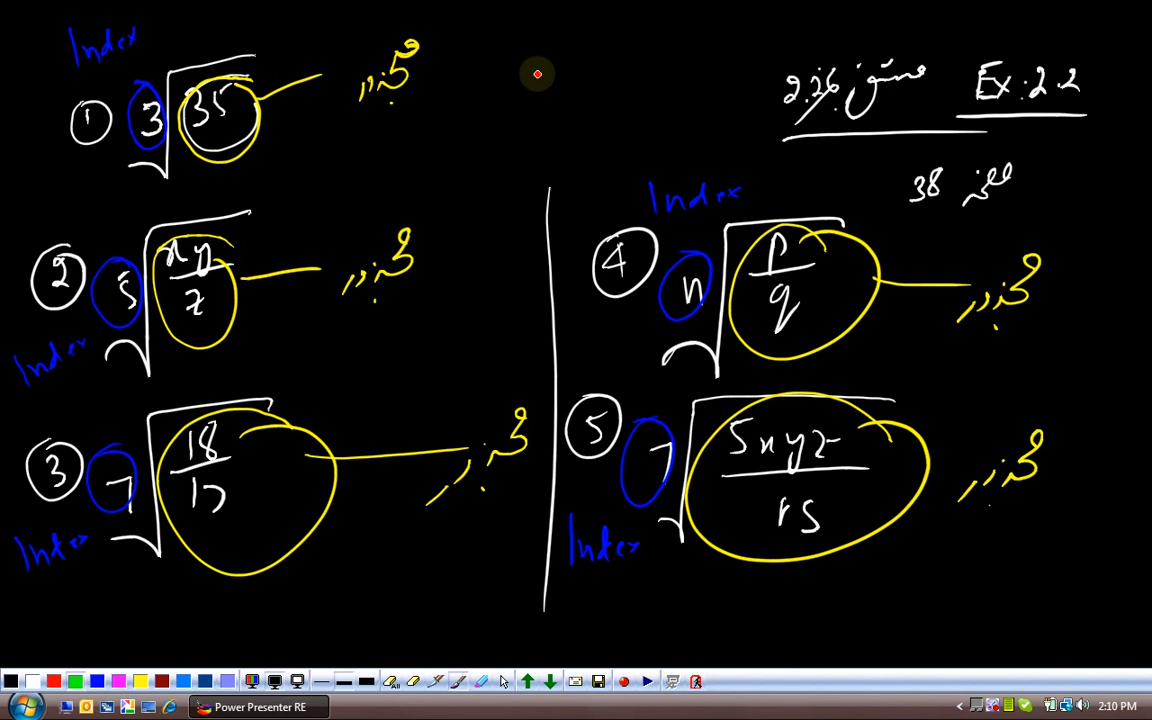 Index
① ∛35 مجذور
② ⁵√(xy/z) مجذور
Index
③ ⁷√(18/17) مجذور
Index
مشق 2.2 Ex: 2.2
صفحہ 38
Index
④ ⁿ√(p/q) مجذور
⑤ ⁷√(5xyz/rs) مجذور
Index
Power Presenter RE
2:10 PM